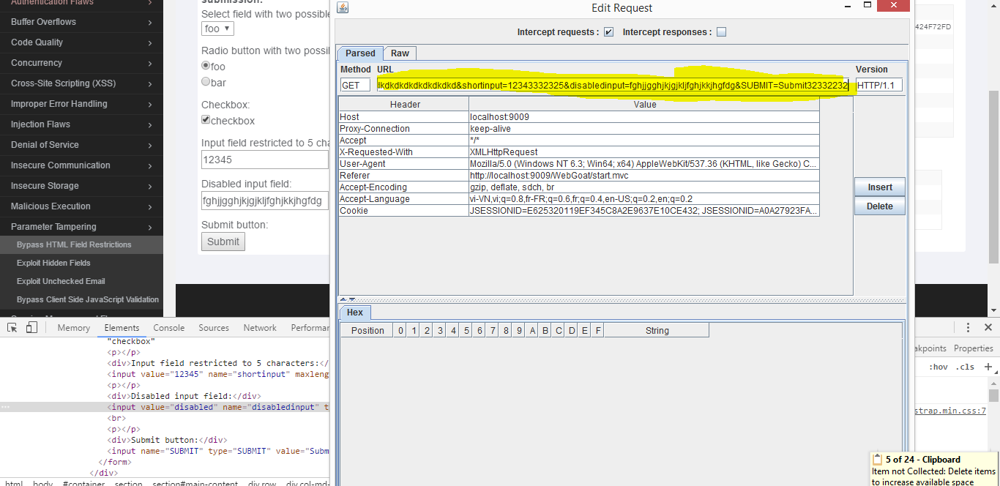 Authentication Flaws
Buffer Overflows
Code Quality
Concurrency
Cross-Site Scripting (XSS)
Improper Error Handling
Injection Flaws
Denial of Service
Insecure Communication
Insecure Storage
Malicious Execution
Parameter Tampering
Bypass HTML Field Restrictions
Exploit Hidden Fields
Exploit Unchecked Email
Bypass Client Side JavaScript Validation
submission:
Select field with two possible
foo ▼
Radio button with two possil
foo
bar
Checkbox:
checkbox
Input field restricted to 5 cha
12345
Disabled input field:
fghjjgghjkjgjkljfghjkkjhgfdg
Submit button:
Submit
Edit Request
Intercept requests : Intercept responses :
Parsed Raw
Method URL Version
GET lkdkdkdkdkdkdkdkdkd&shortinput=12343332325&disabledinput=fghjjgghjkjgjkljfghjkkjhgfdg&SUBMIT=Submit32332232 HTTP/1.1
Header Value
Host localhost:9009
Proxy-Connection keep-alive
Accept */*
X-Requested-With XMLHttpRequest
User-Agent Mozilla/5.0 (Windows NT 6.3; Win64; x64) AppleWebKit/537.36 (KHTML, like Gecko) C...
Referer http://localhost:9009/WebGoat/start.mvc
Accept-Encoding gzip, deflate, sdch, br
Accept-Language vi-VN,vi;q=0.8,fr-FR;q=0.6,fr;q=0.4,en-US;q=0.2,en;q=0.2
Cookie JSESSIONID=E625320119EF345C8A2E9637E10CE432; JSESSIONID=A0A27923FA...
Insert
Delete
Hex
Position 0 1 2 3 4 5 6 7 8 9 A B C D E F String
424F72FD
Memory Elements Console Sources Network Performar
"checkbox"
<p></p>
<div>Input field restricted to 5 characters:</
<input value="12345" name="shortinput" maxleng
<p></p>
<div>Disabled input field:</div>
<input value="disabled" name="disabledinput" t
<br>
<p></p>
<div>Submit button:</div>
<input name="SUBMIT" type="SUBMIT" value="Subm
</form>
</div>
html body #container section section#main-content div.row div.col-md-
akpoints Properties
:hov .cls +
strap.min.css:7
5 of 24 - Clipboard
Item not Collected: Delete items
to increase available space